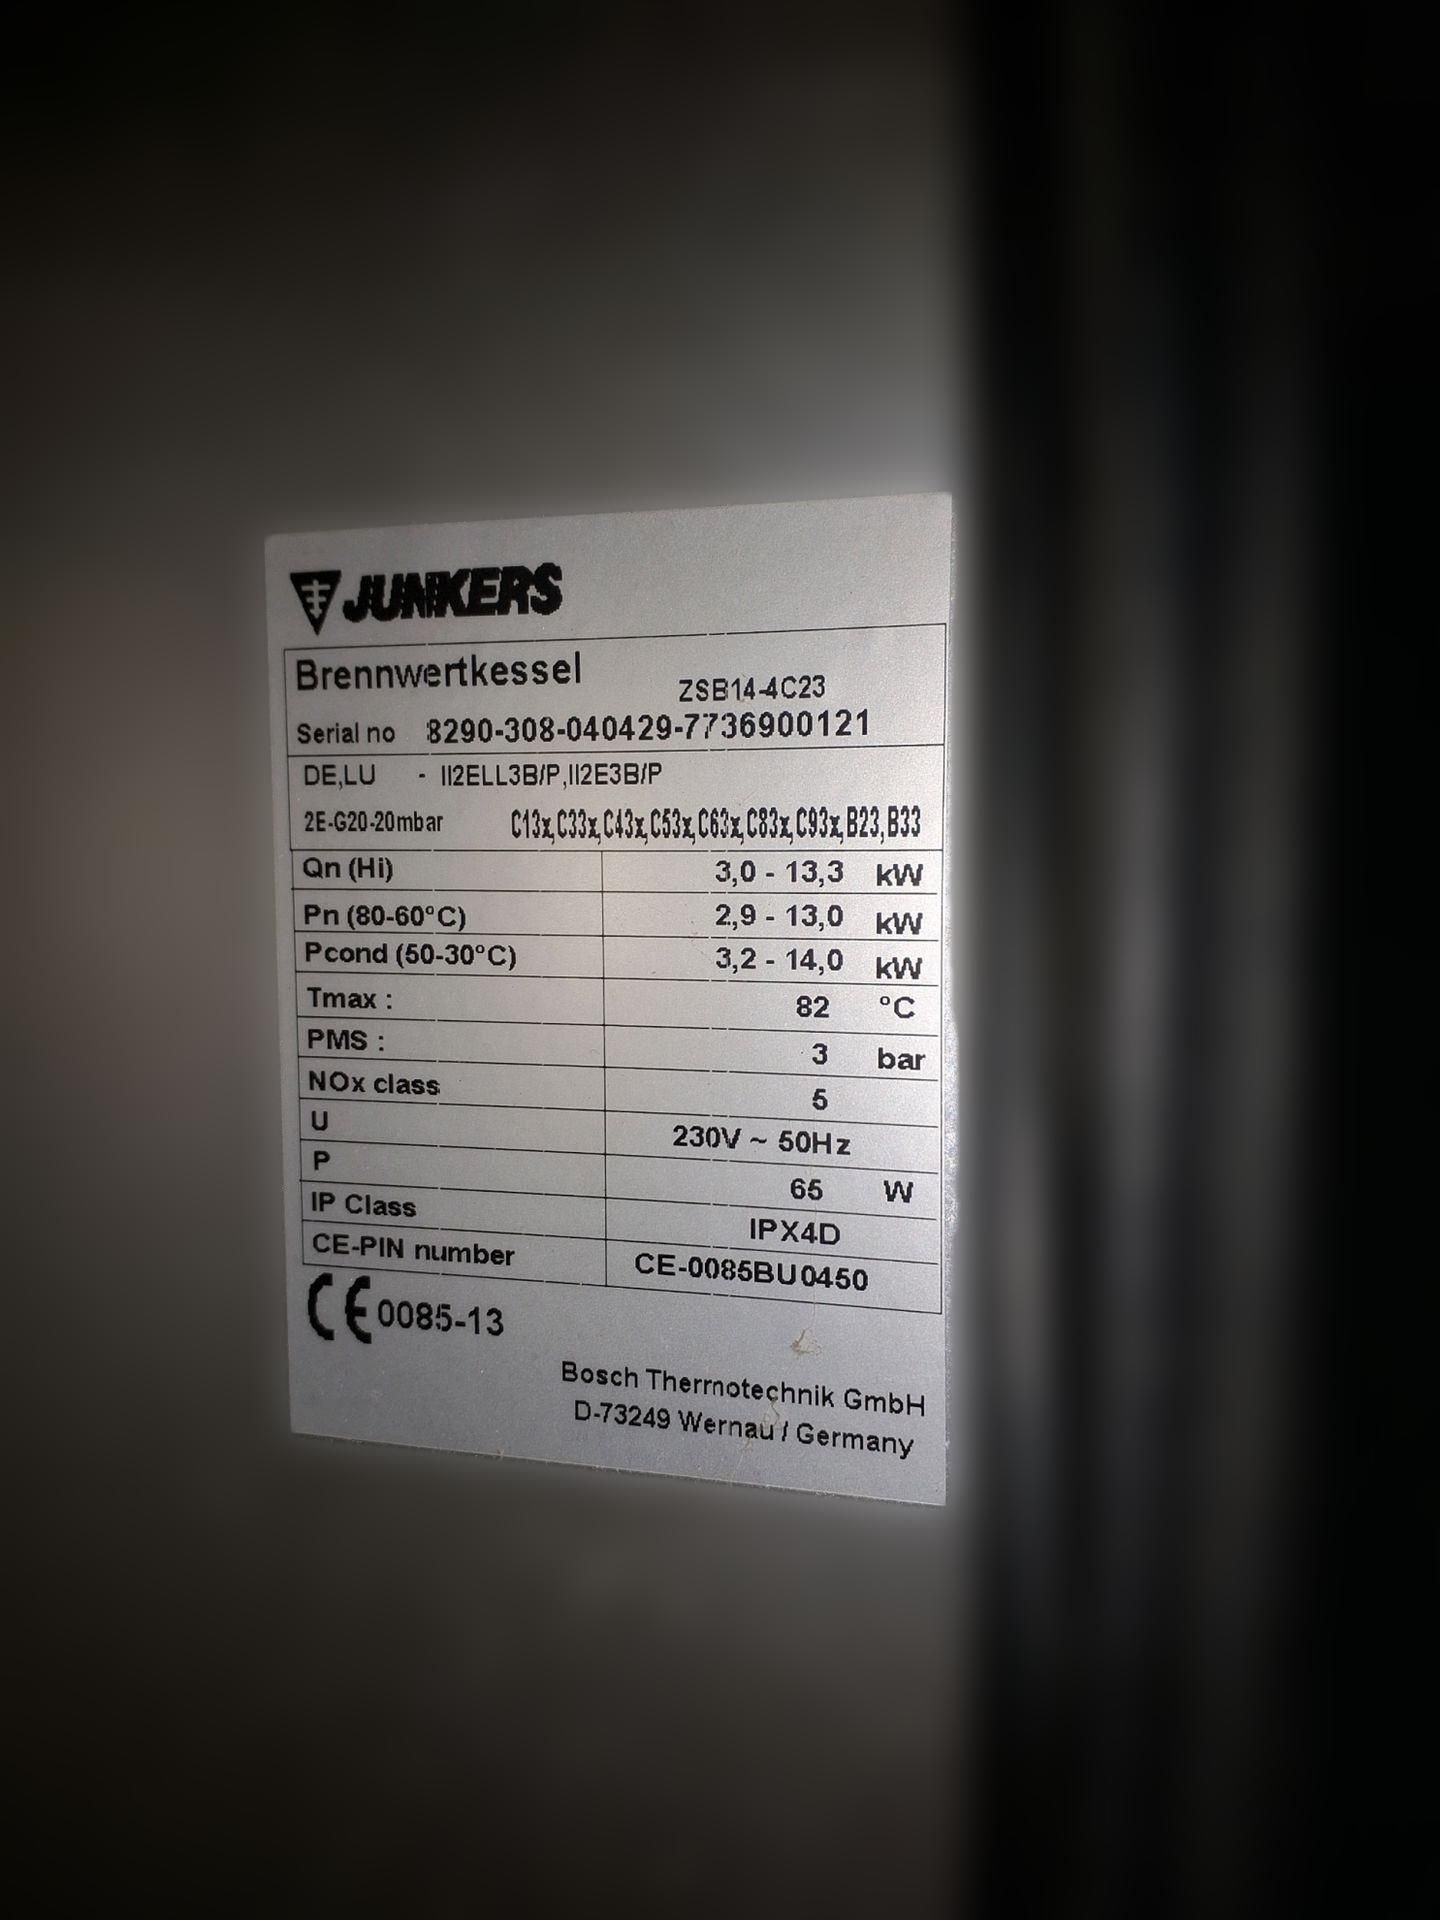 JUNKERS
Brennwertkessel ZSB14-4C23
Serial no 8290-308-040429-7736900121
DE,LU - II2ELL3B/P,II2E3B/P
2E-G20-20mbar C13x,C33x,C43x,C53x,C63x,C83x,C93x,B23,B33
Qn (Hi) 3,0 - 13,3 kW
Pn (80-60°C) 2,9 - 13,0 kW
Pcond (50-30°C) 3,2 - 14,0 kW
Tmax : 82 °C
PMS : 3 bar
NOx class 5
U 230V ~ 50Hz
P 65 W
IP Class IPX4D
CE-PIN number CE-0085BU0450
CE 0085-13
Bosch Thermotechnik GmbH
D-73249 Wernau / Germany